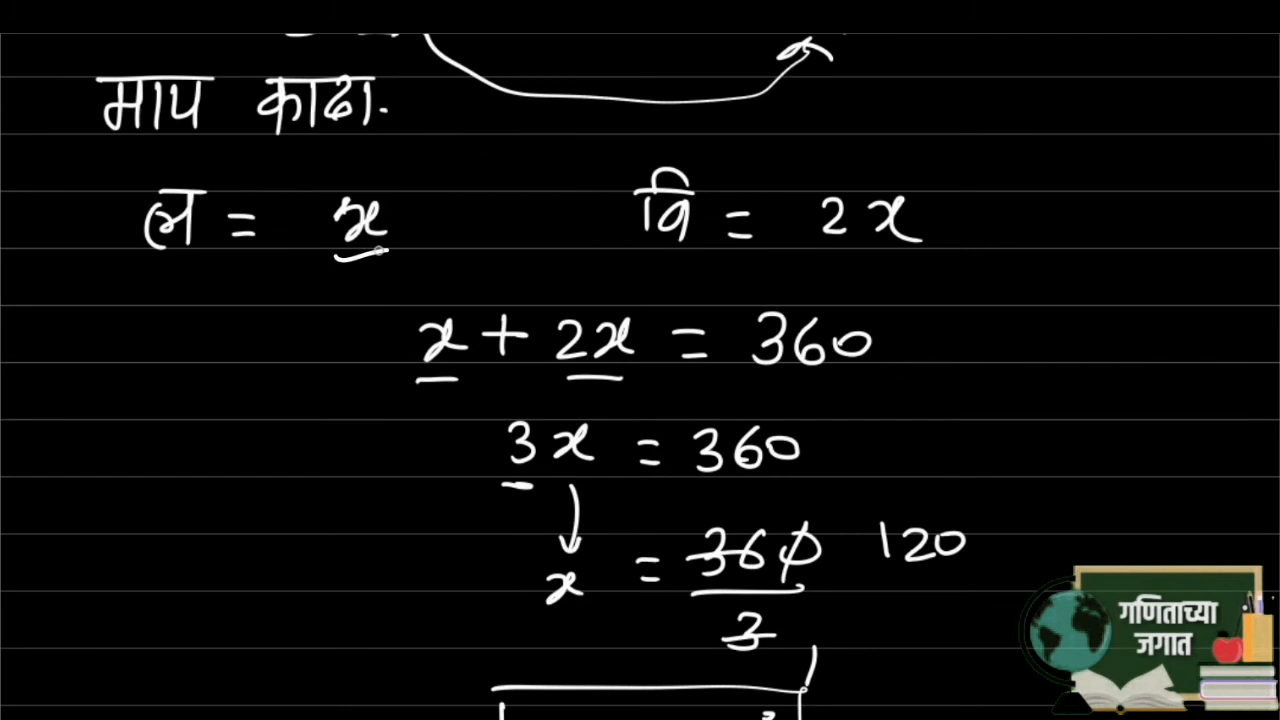 माप काढा.
ल = x    वि = 2x
x + 2x = 360
3x = 360
x = 360/3 120
गणिताच्या
जगात